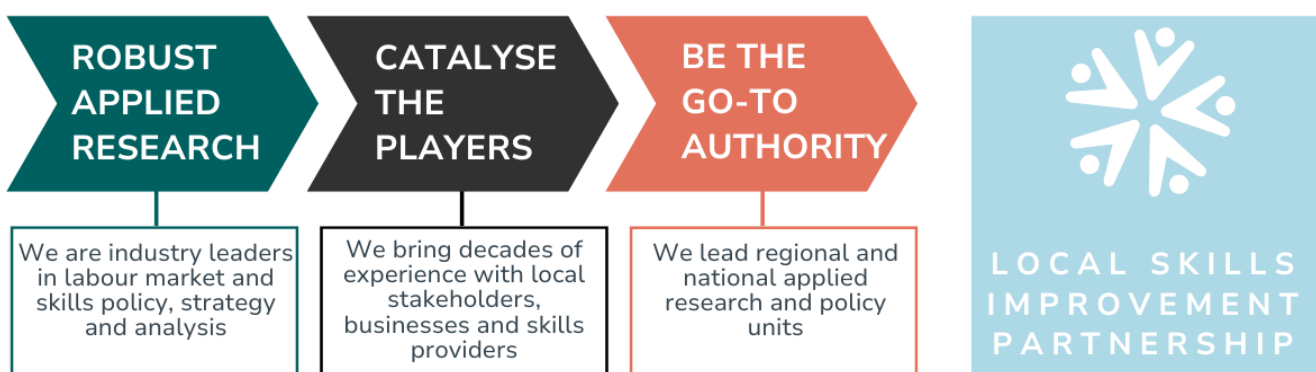 ROBUST
APPLIED
RESEARCH
We are industry leaders
in labour market and
skills policy, strategy
and analysis
CATALYSE
THE
PLAYERS
We bring decades of
experience with local
stakeholders,
businesses and skills
providers
BE THE
GO-TO
AUTHORITY
We lead regional and
national applied
research and policy
units
LOCAL SKILLS
IMPROVEMENT
PARTNERSHIP